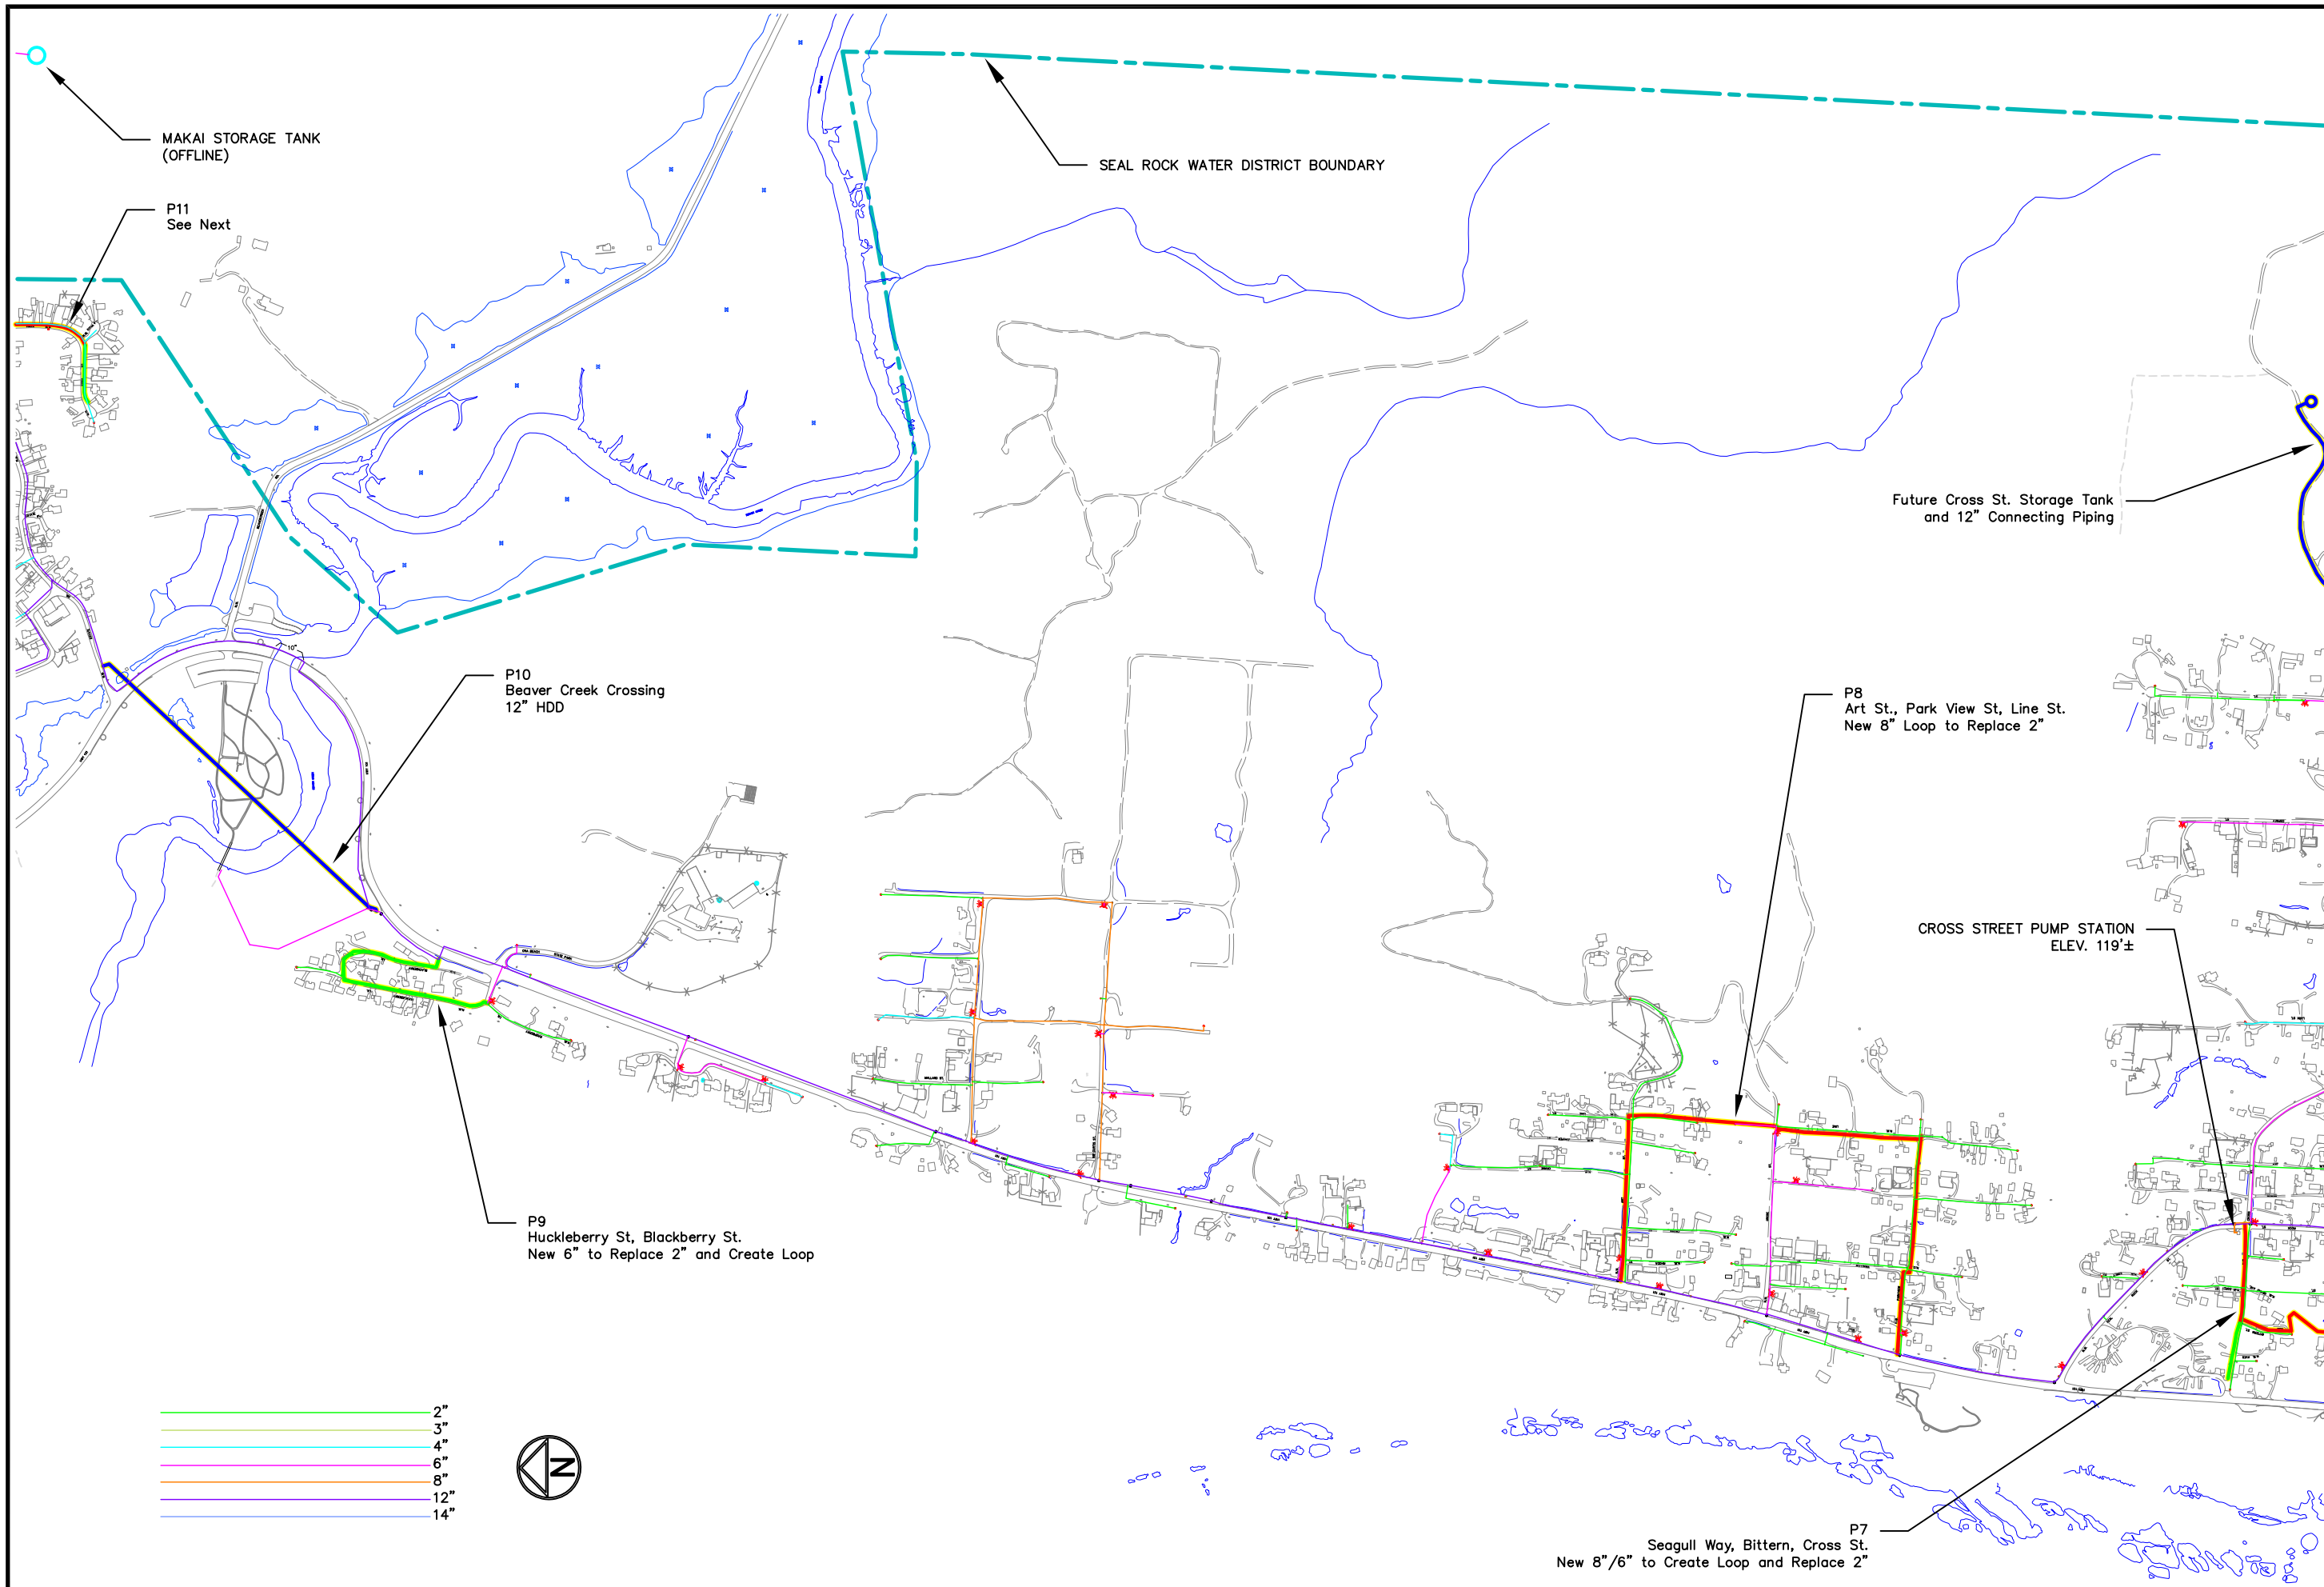 MAKAI STORAGE TANK
(OFFLINE)
P11
See Next
SEAL ROCK WATER DISTRICT BOUNDARY
Future Cross St. Storage Tank
and 12” Connecting Piping
10"
P10
Beaver Creek Crossing
12” HDD
P8
Art St., Park View St, Line St.
New 8” Loop to Replace 2”
CROSS STREET PUMP STATION
ELEV. 119'±
P9
Huckleberry St, Blackberry St.
New 6” to Replace 2” and Create Loop
2”
3”
4”
6”
8”
12”
14”
N
P7
Seagull Way, Bittern, Cross St.
New 8”/6” to Create Loop and Replace 2”